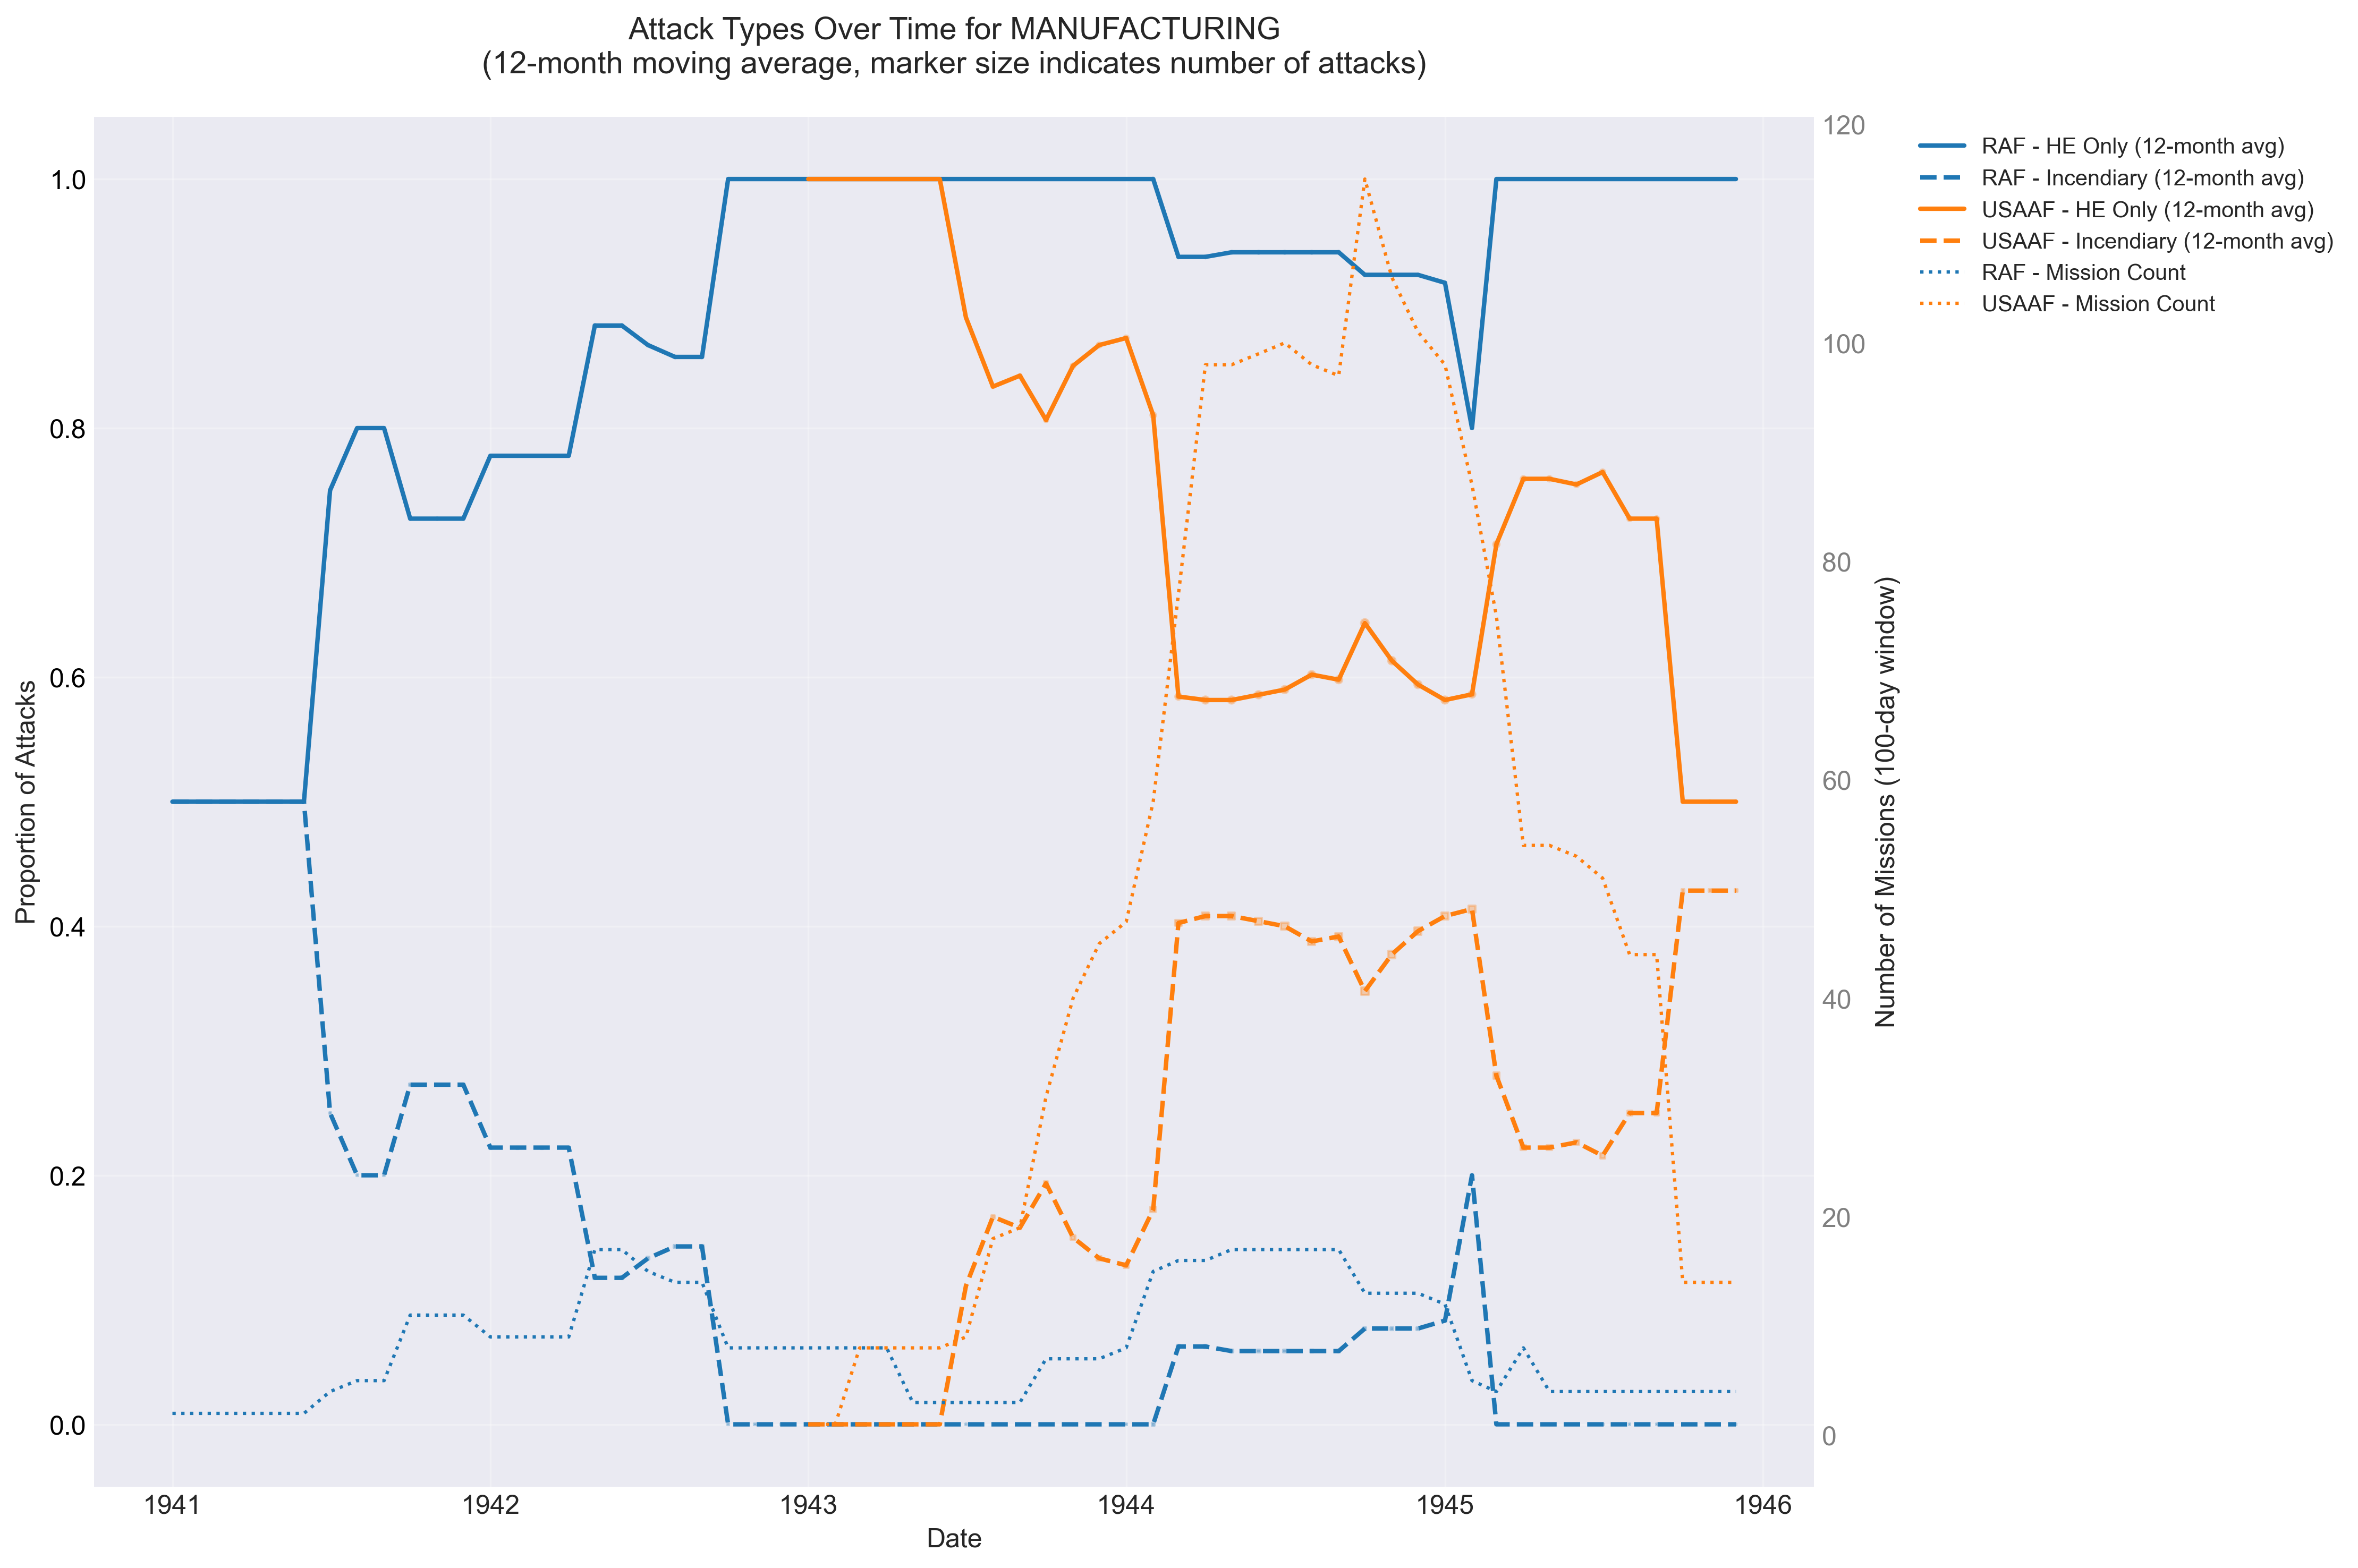 Attack Types Over Time for MANUFACTURING
(12-month moving average, marker size indicates number of attacks)
RAF - HE Only (12-month avg)
RAF - Incendiary (12-month avg)
USAAF - HE Only (12-month avg)
USAAF - Incendiary (12-month avg)
RAF - Mission Count
USAAF - Mission Count
Proportion of Attacks
1.0
0.8
0.6
0.4
0.2
0.0
120
100
80
60
40
20
0
Number of Missions (100-day window)
1941
1942
1943
1944
1945
1946
Date